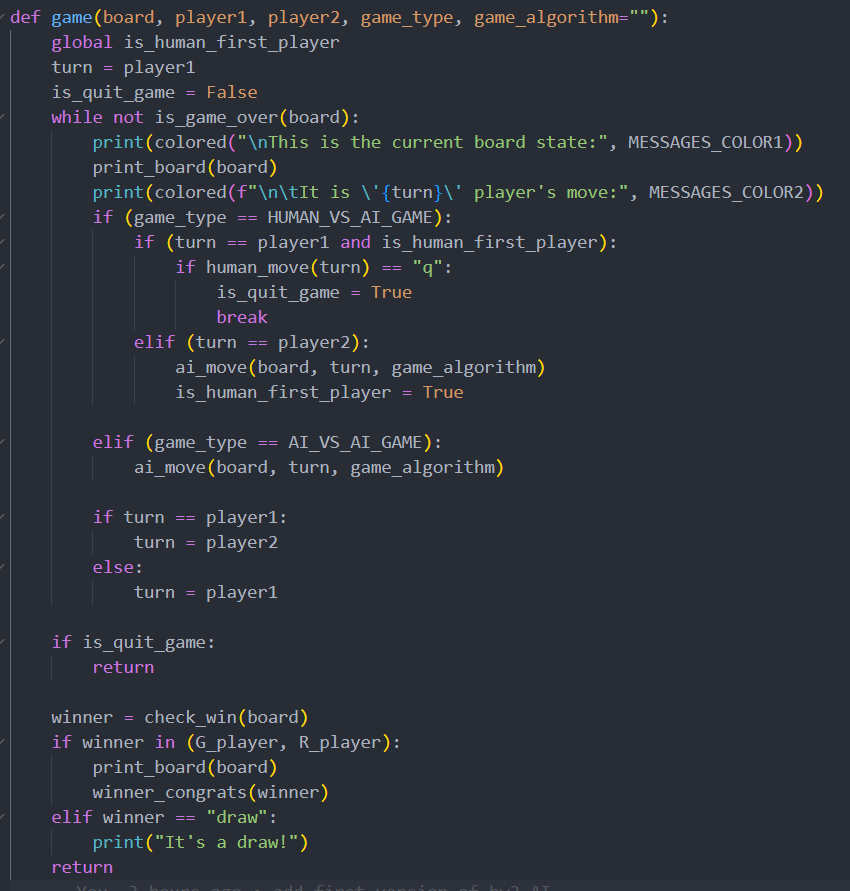 def game(board, player1, player2, game_type, game_algorithm=""):
    global is_human_first_player
    turn = player1
    is_quit_game = False
    while not is_game_over(board):
        print(colored("\nThis is the current board state:", MESSAGES_COLOR1))
        print_board(board)
        print(colored(f"\n\tIt is \'{turn}\' player's move:", MESSAGES_COLOR2))
        if (game_type == HUMAN_VS_AI_GAME):
            if (turn == player1 and is_human_first_player):
                if human_move(turn) == "q":
                    is_quit_game = True
                    break
            elif (turn == player2):
                ai_move(board, turn, game_algorithm)
                is_human_first_player = True

        elif (game_type == AI_VS_AI_GAME):
            ai_move(board, turn, game_algorithm)

        if turn == player1:
            turn = player2
        else:
            turn = player1

    if is_quit_game:
        return

    winner = check_win(board)
    if winner in (G_player, R_player):
        print_board(board)
        winner_congrats(winner)
    elif winner == "draw":
        print("It's a draw!")
    return